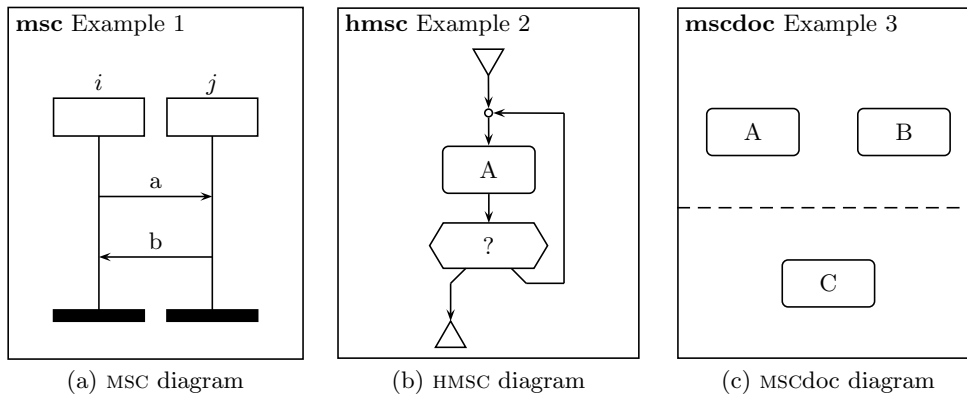 msc Example 1
i
j
a
b
(a) MSC diagram
hmsc Example 2
A
?
(b) HMSC diagram
mscdoc Example 3
A
B
C
(c) MSCdoc diagram